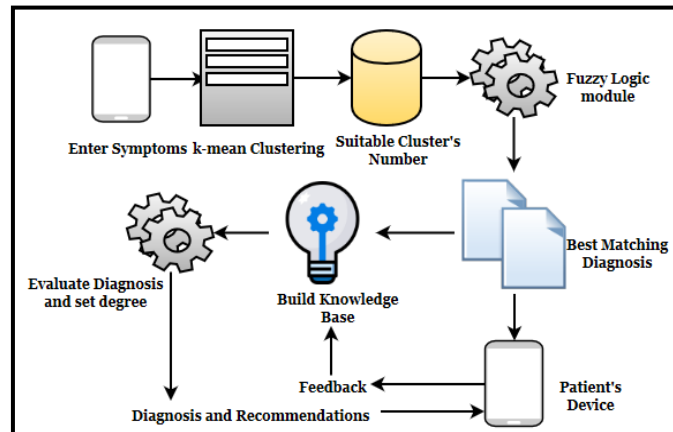 Enter Symptoms
k-mean Clustering
Suitable Cluster's
Number
Fuzzy Logic
module
Evaluate Diagnosis
and set degree
Build Knowledge
Base
Best Matching
Diagnosis
Feedback
Diagnosis and Recommendations
Patient's
Device